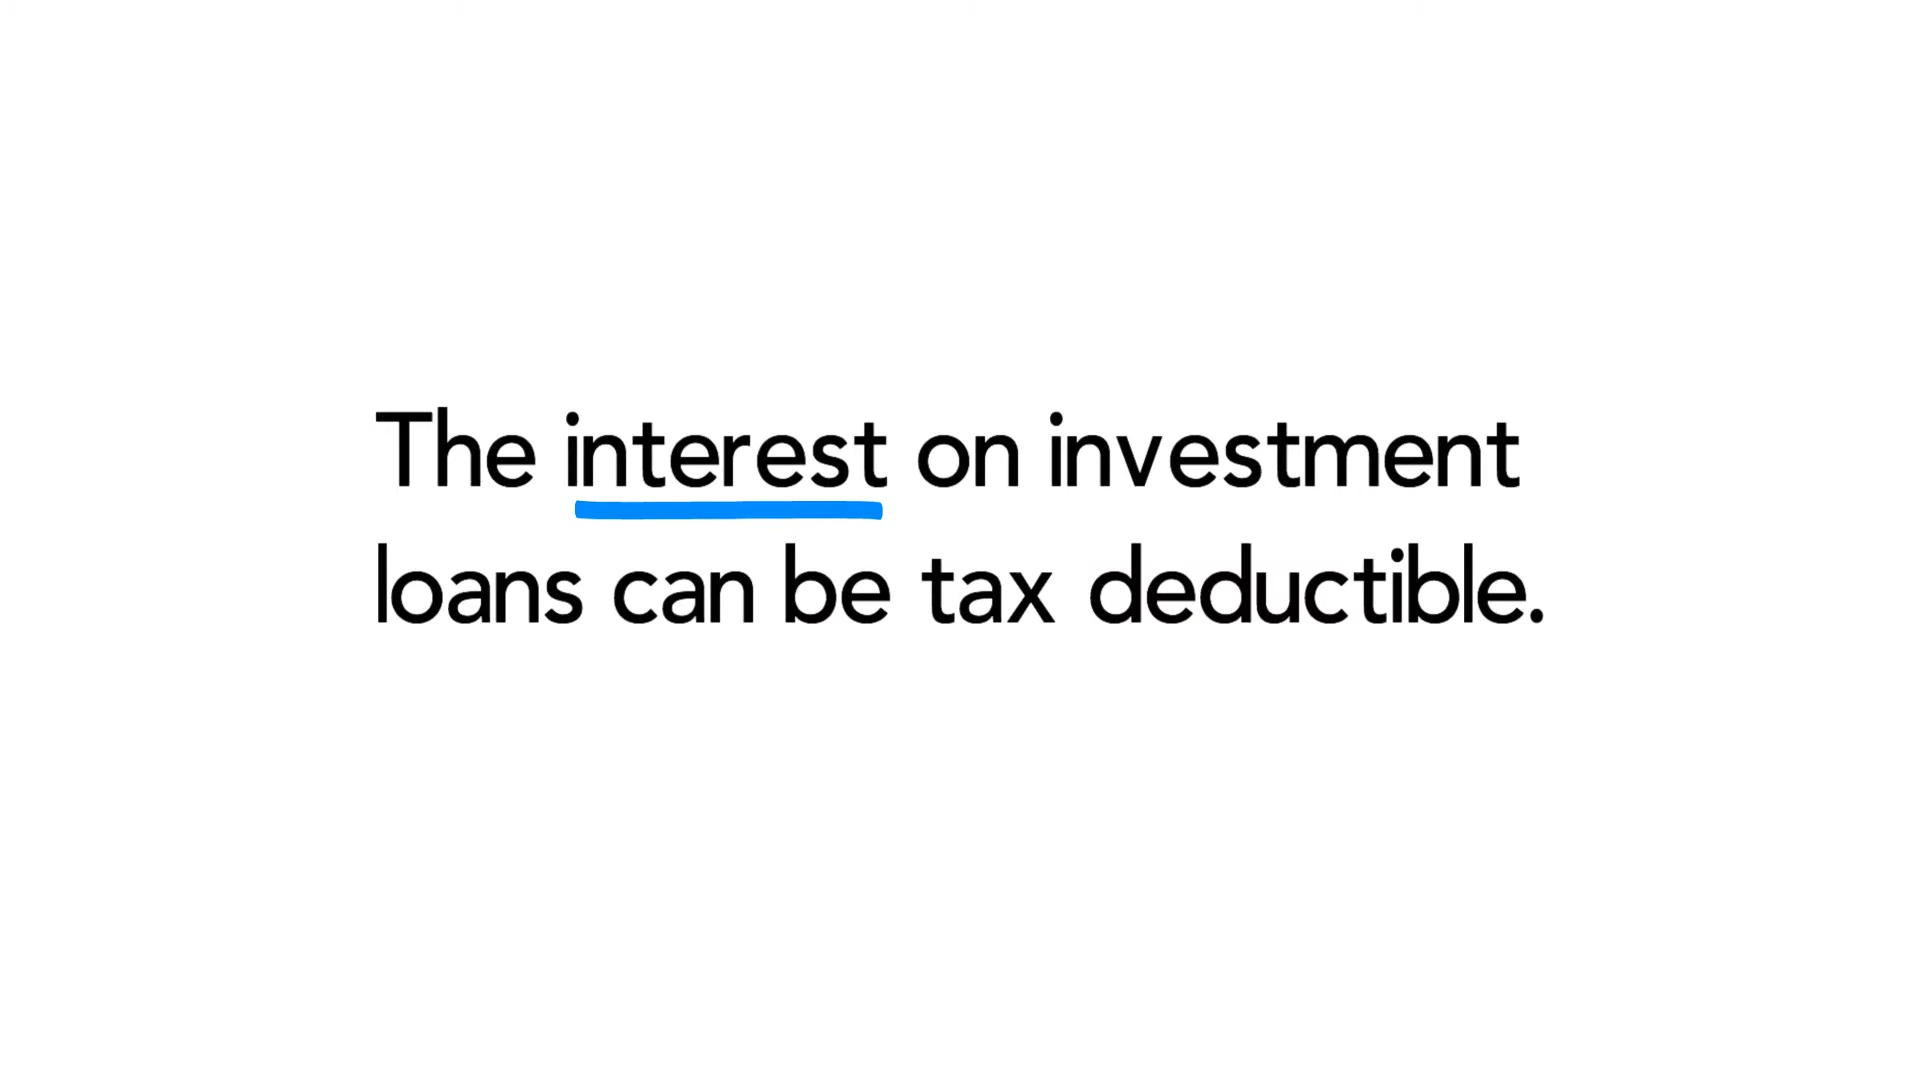 The interest on investment
loans can be tax deductible.